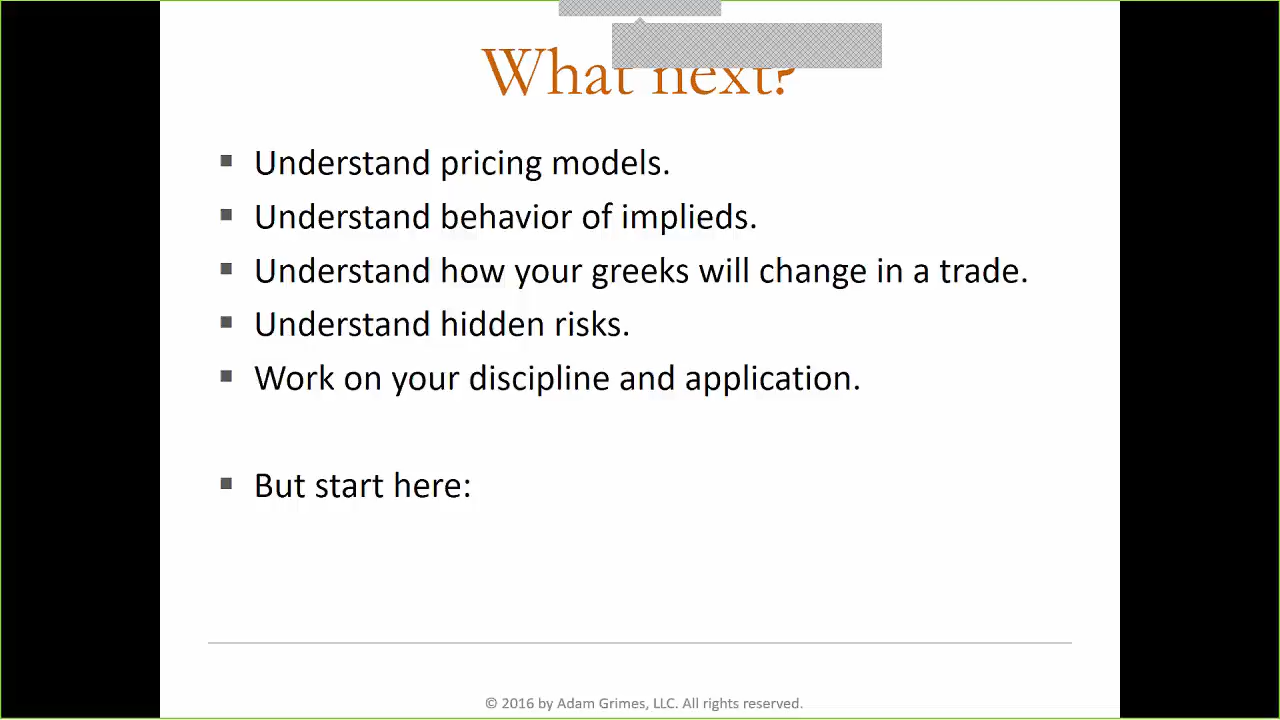 What next?
Understand pricing models.
Understand behavior of implieds.
Understand how your greeks will change in a trade.
Understand hidden risks.
Work on your discipline and application.
But start here:
© 2016 by Adam Grimes, LLC. All rights reserved.